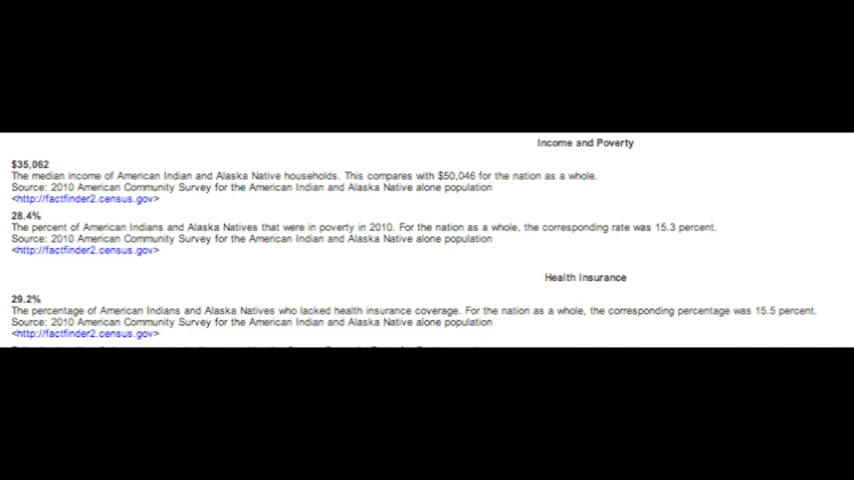 Income and Poverty
$35,062
The median income of American Indian and Alaska Native households. This compares with $50,046 for the nation as a whole.
Source: 2010 American Community Survey for the American Indian and Alaska Native alone population
<http://factfinder2.census.gov>
28.4%
The percent of American Indians and Alaska Natives that were in poverty in 2010. For the nation as a whole, the corresponding rate was 15.3 percent.
Source: 2010 American Community Survey for the American Indian and Alaska Native alone population
<http://factfinder2.census.gov>
Health Insurance
29.2%
The percentage of American Indians and Alaska Natives who lacked health insurance coverage. For the nation as a whole, the corresponding percentage was 15.5 percent.
Source: 2010 American Community Survey for the American Indian and Alaska Native alone population
<http://factfinder2.census.gov>